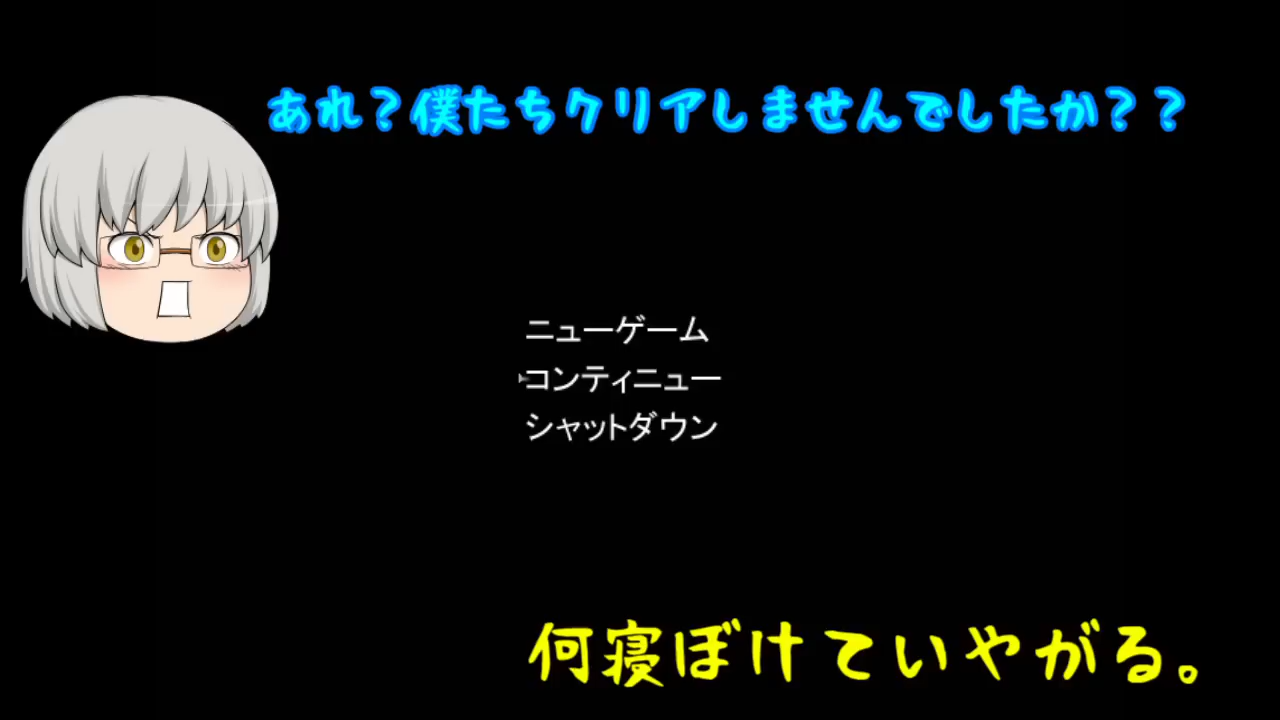 あれ？僕たちクリアしませんでしたか？？
ニューゲーム
コンティニュー
シャットダウン
何寝ぼけていやがる。